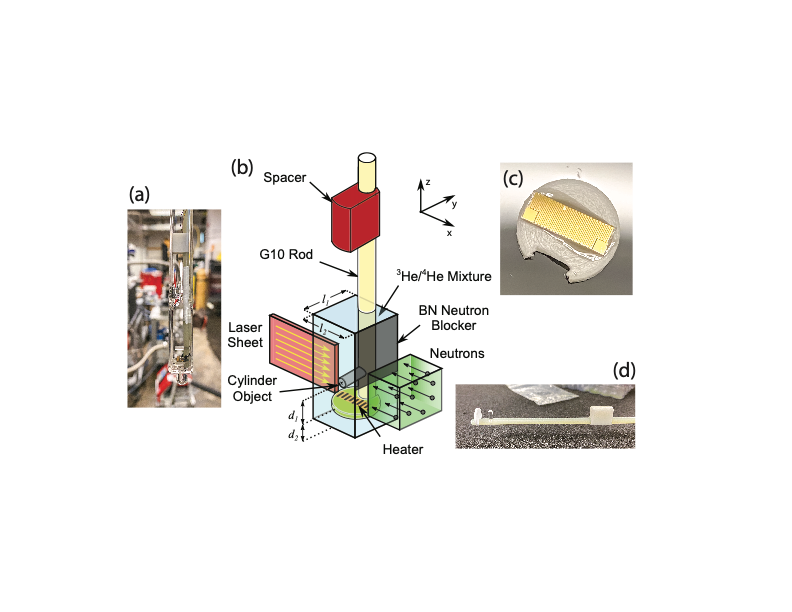 (a)
(b)
Spacer
z
y
x
G10 Rod
³He/⁴He Mixture
l₁
l₂
BN Neutron
Blocker
Laser
Sheet
Neutrons
Cylinder
Object
d₁
d₂
Heater
(c)
(d)